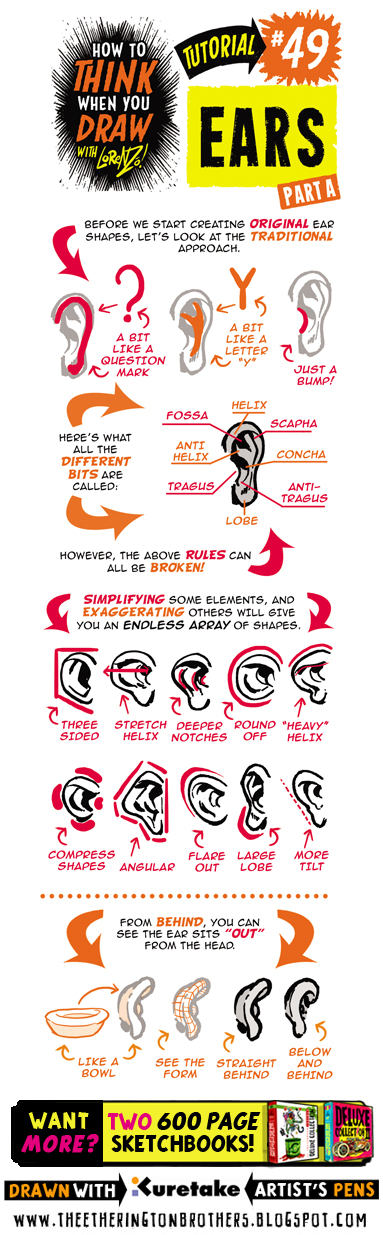 HOW TO
THINK
WHEN YOU
DRAW
WITH LORENZO!
TUTORIAL
#49
EARS
PART A
BEFORE WE START CREATING ORIGINAL EAR
SHAPES, LET'S LOOK AT THE TRADITIONAL
APPROACH.
?
A BIT
LIKE A
QUESTION
MARK
Y
A BIT
LIKE A
LETTER
"Y"
JUST A
BUMP!
HERE'S WHAT
ALL THE
DIFFERENT
BITS ARE
CALLED:
HELIX
FOSSA
SCAPHA
ANTI
HELIX
CONCHA
TRAGUS
ANTI-
TRAGUS
LOBE
HOWEVER, THE ABOVE RULES CAN
ALL BE BROKEN!
SIMPLIFYING SOME ELEMENTS, AND
EXAGGERATING OTHERS WILL GIVE
YOU AN ENDLESS ARRAY OF SHAPES.
THREE
SIDED
STRETCH
HELIX
DEEPER
NOTCHES
ROUND
OFF
"HEAVY"
HELIX
COMPRESS
SHAPES
ANGULAR
FLARE
OUT
LARGE
LOBE
MORE
TILT
FROM BEHIND, YOU CAN
SEE THE EAR SITS "OUT"
FROM THE HEAD.
LIKE A
BOWL
SEE THE
FORM
STRAIGHT
BEHIND
BELOW
AND
BEHIND
WANT
MORE?
TWO 600 PAGE
SKETCHBOOKS!
DELUXE
COLLECTION
DRAWN WITH Kuretake ARTIST'S PENS
WWW.THEETHERINGTONBROTHERS.BLOGSPOT.COM